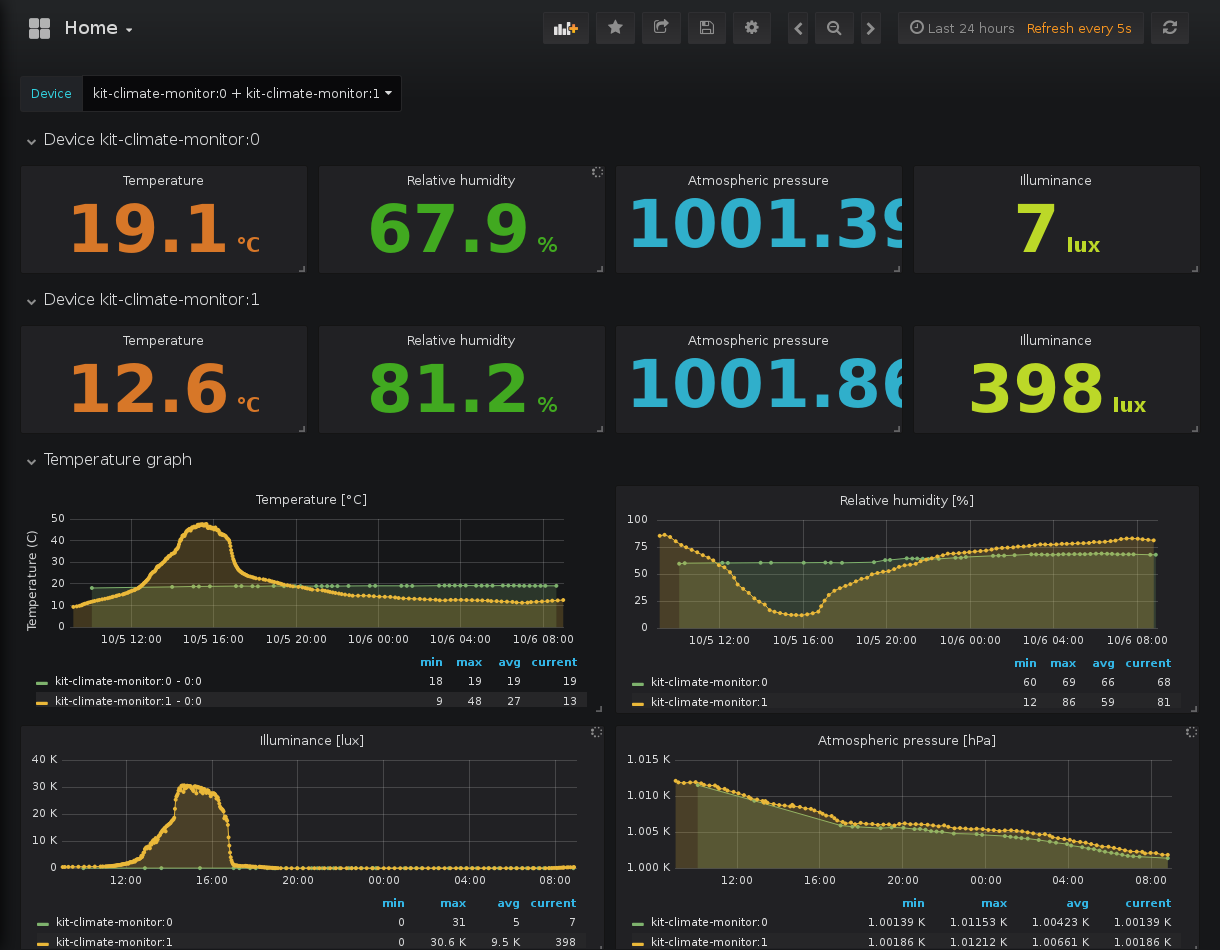 Home
Last 24 hours Refresh every 5s
Device kit-climate-monitor:0 + kit-climate-monitor:1
Device kit-climate-monitor:0
Temperature Relative humidity Atmospheric pressure Illuminance
19.1 °C 67.9 % 1001.39 7 lux
Device kit-climate-monitor:1
Temperature Relative humidity Atmospheric pressure Illuminance
12.6 °C 81.2 % 1001.86 398 lux
Temperature graph
Temperature [°C]
Temperature (C)
50
40
30
20
10
0
10/5 12:00 10/5 16:00 10/5 20:00 10/6 00:00 10/6 04:00 10/6 08:00
min max avg current
kit-climate-monitor:0 - 0:0 18 19 19 19
kit-climate-monitor:1 - 0:0 9 48 27 13
Relative humidity [%]
100
75
50
25
0
10/5 12:00 10/5 16:00 10/5 20:00 10/6 00:00 10/6 04:00 10/6 08:00
min max avg current
kit-climate-monitor:0 60 69 66 68
kit-climate-monitor:1 12 86 59 81
Illuminance [lux]
40 K
30 K
20 K
10 K
0
12:00 16:00 20:00 00:00 04:00 08:00
min max avg current
kit-climate-monitor:0 0 31 5 7
kit-climate-monitor:1 0 30.6 K 9.5 K 398
Atmospheric pressure [hPa]
1.015 K
1.010 K
1.005 K
1.000 K
12:00 16:00 20:00 00:00 04:00 08:00
min max avg current
kit-climate-monitor:0 1.00139 K 1.01153 K 1.00423 K 1.00139 K
kit-climate-monitor:1 1.00186 K 1.01212 K 1.00661 K 1.00186 K